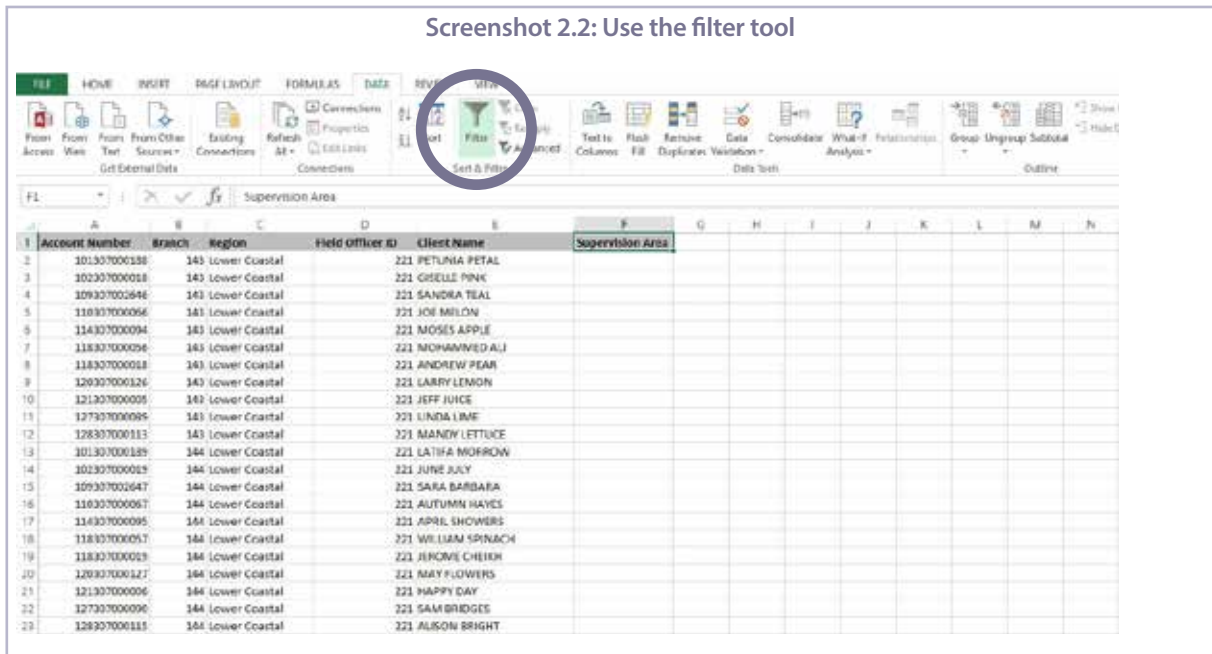 Screenshot 2.2: Use the filter tool
FILE HOME INSERT PAGE LAYOUT FORMULAS DATA VIEW
From Access From Web From Text From Other Sources Existing Connections Refresh All Connections Properties Edit Links Sort Filter Advanced Text to Columns Flash Fill Remove Duplicates Data Validation Consolidate What-If Analysis Relationships Group Ungroup Subtotal
Get External Data Connections Sort & Filter Data Tools Outline
F1 fx Supervision Area
A B C D E F G H I J K L M N
1 Account Number Branch Region Field Officer ID Client Name Supervision Area
2 143 Lower Coastal 221 PETUNIA PETAL
3 102307000018 143 Lower Coastal 221 GISELLE PINK
4 109307002646 143 Lower Coastal 221 SANDRA TEAL
5 110307000066 143 Lower Coastal 221 JOE MELON
6 114307000094 143 Lower Coastal 221 MOSES APPLE
7 118307000056 143 Lower Coastal 221 MOHAMMED ALI
8 118307000018 143 Lower Coastal 221 ANDREW PEAR
9 120307000126 143 Lower Coastal 221 LARRY LEMON
10 121307000005 143 Lower Coastal 221 JEFF JUICE
11 143 Lower Coastal 221 LINDA LIME
12 128307000113 143 Lower Coastal 221 MANDY LETTUCE
13 101307000189 144 Lower Coastal 221 LATIFA MORROW
14 102307000019 144 Lower Coastal 221 JUNE JULY
15 109307002647 144 Lower Coastal 221 SARA BARBARA
16 110307000067 144 Lower Coastal 221 AUTUMN HAYES
17 114307000095 144 Lower Coastal 221 APRIL SHOWERS
18 118307000057 144 Lower Coastal 221 WILLIAM SPINACH
19 118307000019 144 Lower Coastal 221 JEROME CHEIKH
20 120307000127 144 Lower Coastal 221 MAY FLOWERS
21 121307000006 144 Lower Coastal 221 HAPPY DAY
22 144 Lower Coastal 221 SAM BRIDGES
23 128307000115 144 Lower Coastal 221 ALISON BRIGHT